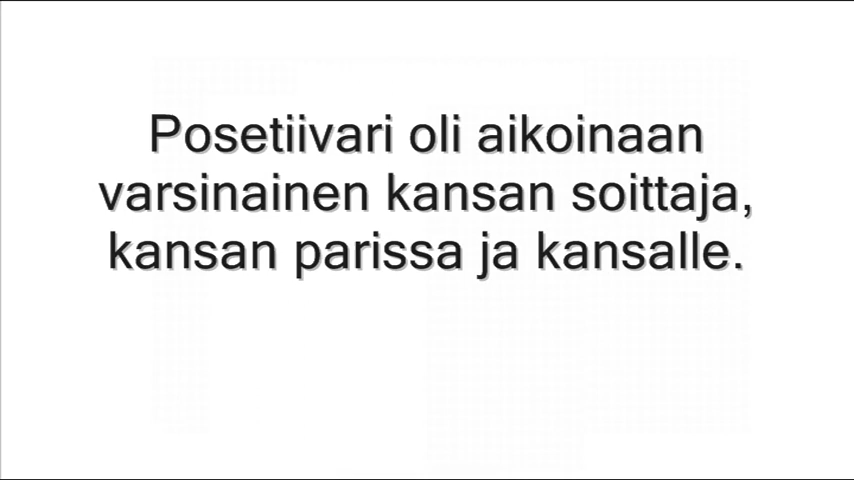 Posetiivari oli aikoinaan
varsinainen kansan soittaja,
kansan parissa ja kansalle.